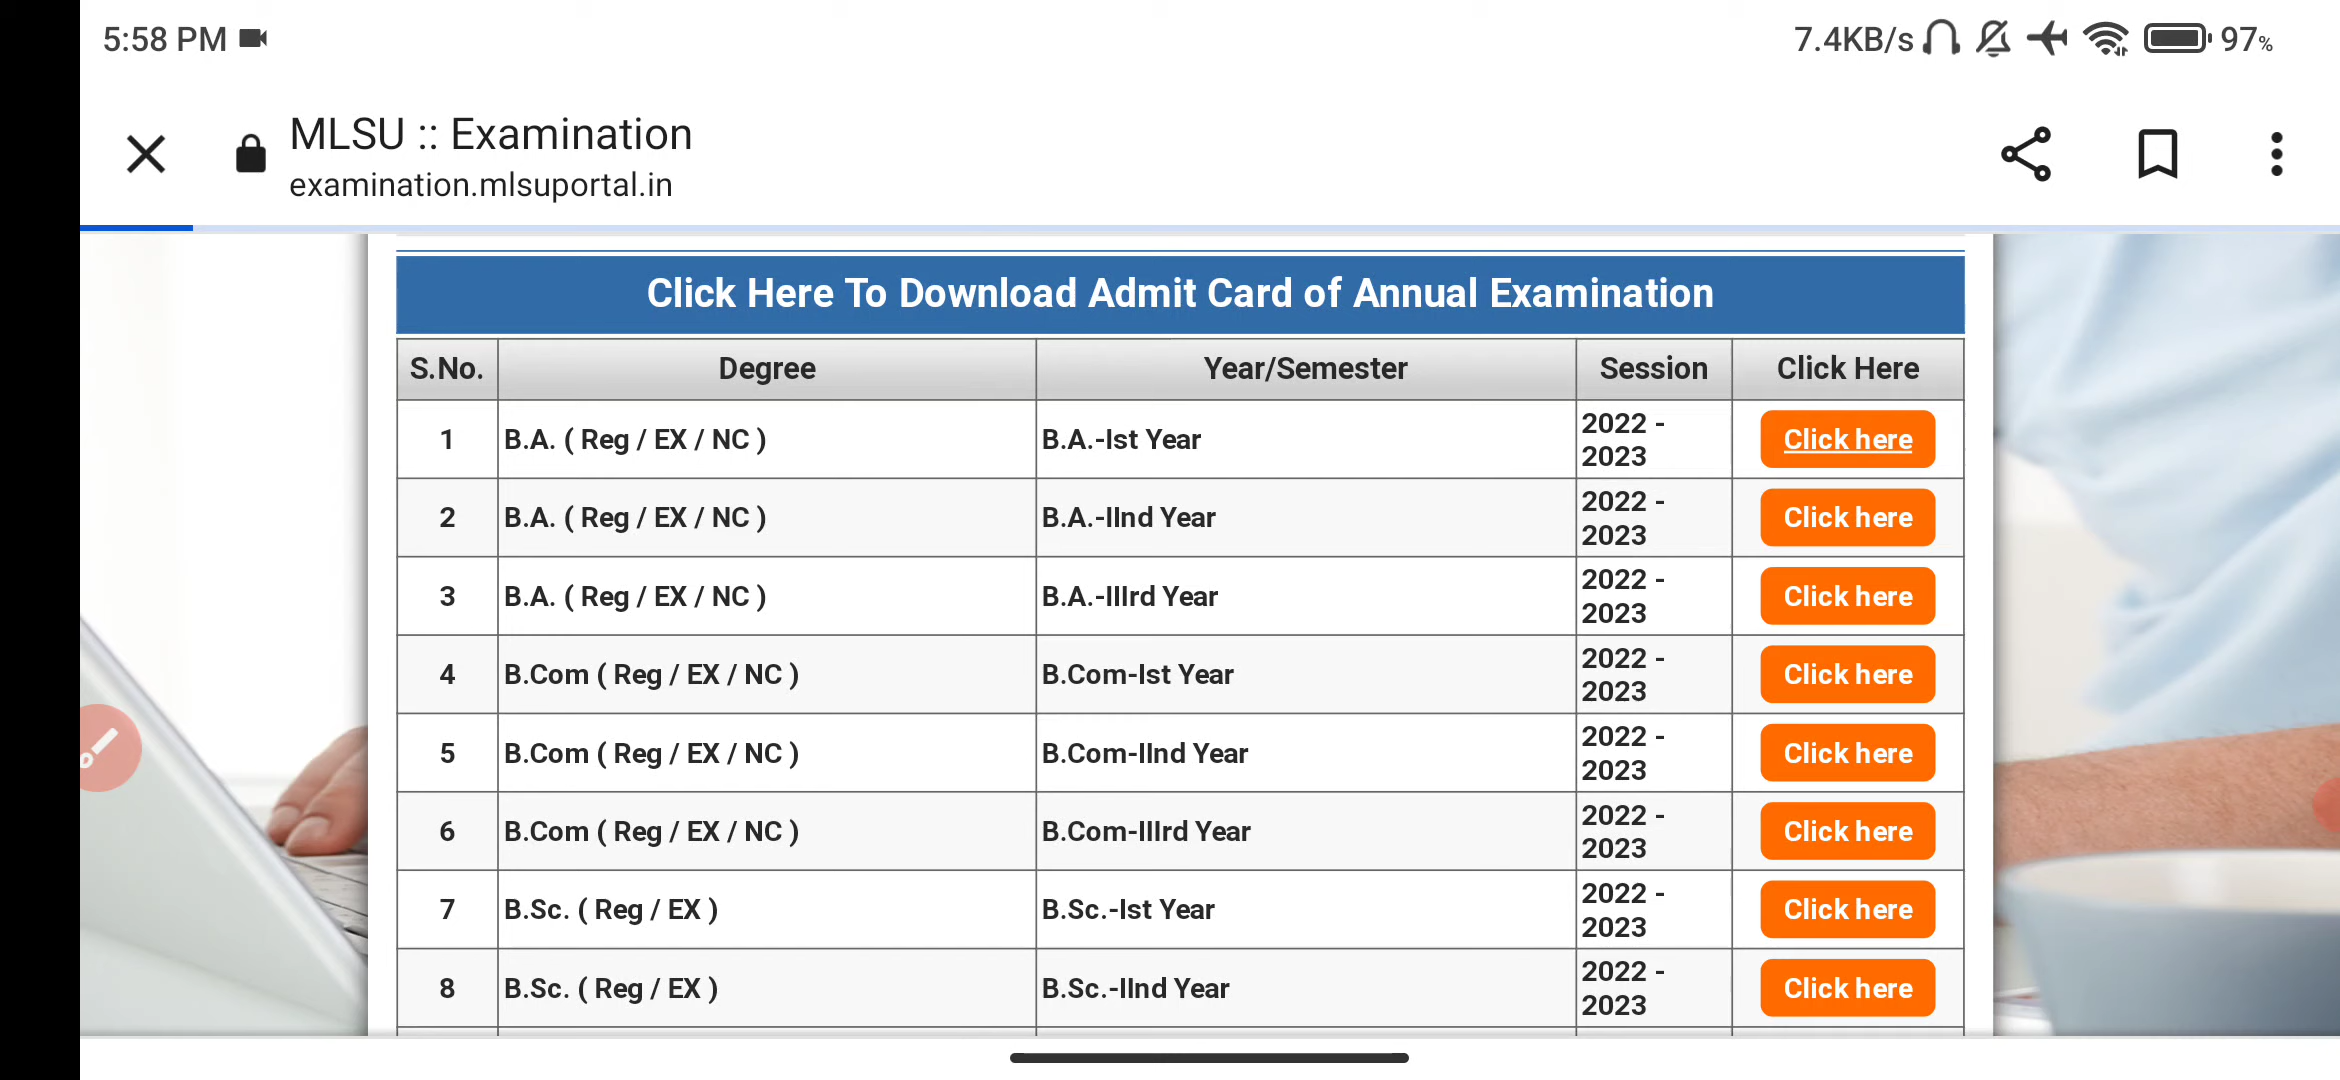 5:58 PM 7.4KB/s 97%
MLSU :: Examination
examination.mlsuportal.in
Click Here To Download Admit Card of Annual Examination
S.No. Degree Year/Semester Session Click Here
1 B.A. ( Reg / EX / NC ) B.A.-Ist Year 2022 - 2023 Click here
2 B.A. ( Reg / EX / NC ) B.A.-IInd Year 2022 - 2023 Click here
3 B.A. ( Reg / EX / NC ) B.A.-IIIrd Year 2022 - 2023 Click here
4 B.Com ( Reg / EX / NC ) B.Com-Ist Year 2022 - 2023 Click here
5 B.Com ( Reg / EX / NC ) B.Com-IInd Year 2022 - 2023 Click here
6 B.Com ( Reg / EX / NC ) B.Com-IIIrd Year 2022 - 2023 Click here
7 B.Sc. ( Reg / EX ) B.Sc.-Ist Year 2022 - 2023 Click here
8 B.Sc. ( Reg / EX ) B.Sc.-IInd Year 2022 - 2023 Click here